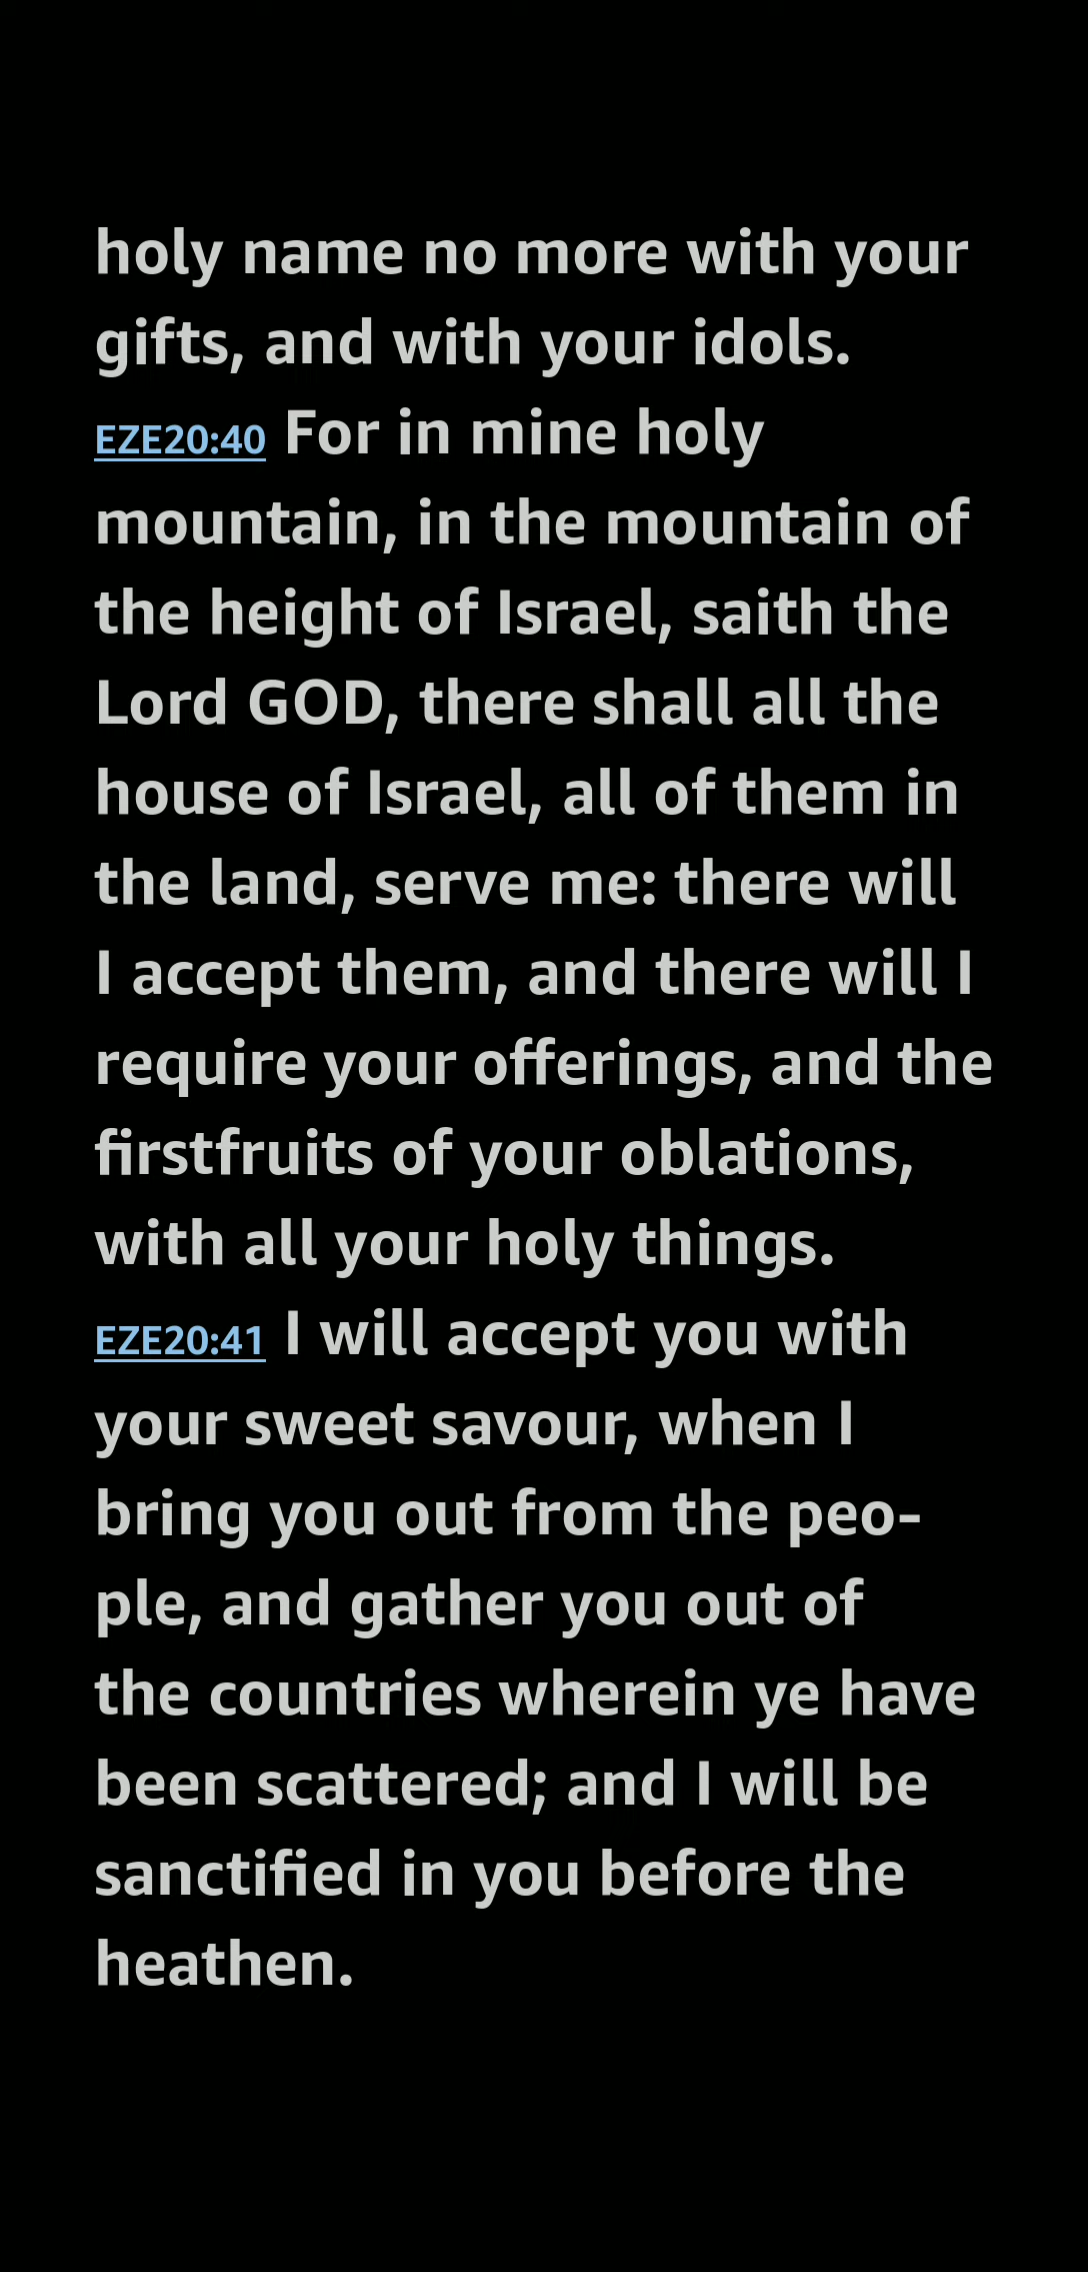 holy name no more with your
gifts, and with your idols.
EZE20:40 For in mine holy
mountain, in the mountain of
the height of Israel, saith the
Lord GOD, there shall all the
house of Israel, all of them in
the land, serve me: there will
I accept them, and there will I
require your offerings, and the
firstfruits of your oblations,
with all your holy things.
EZE20:41 I will accept you with
your sweet savour, when I
bring you out from the peo-
ple, and gather you out of
the countries wherein ye have
been scattered; and I will be
sanctified in you before the
heathen.